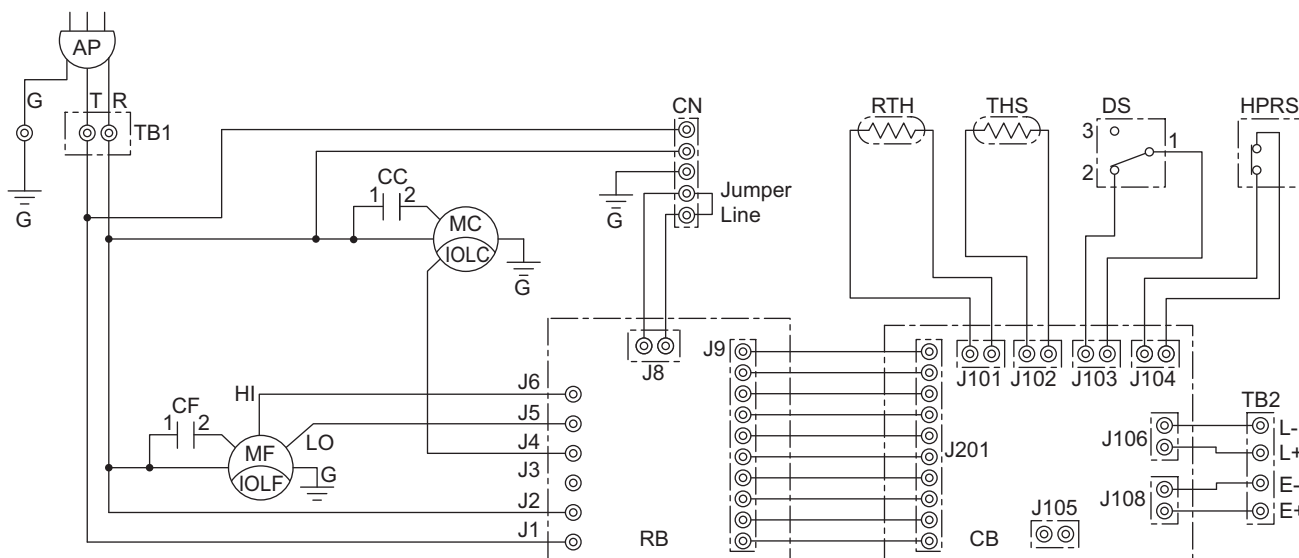 AP
G
T R
TB1
G
CC
1 2
MC
IOLC
G
CN
Jumper
Line
G
RTH
THS
DS
3
1
2
HPRS
J8
J9
J101
J102
J103
J104
HI
LO
CF
1 2
MF
IOLF
G
J6
J5
J4
J3
J2
J1
RB
J201
J105
CB
J106
J108
TB2
L-
L+
E-
E+